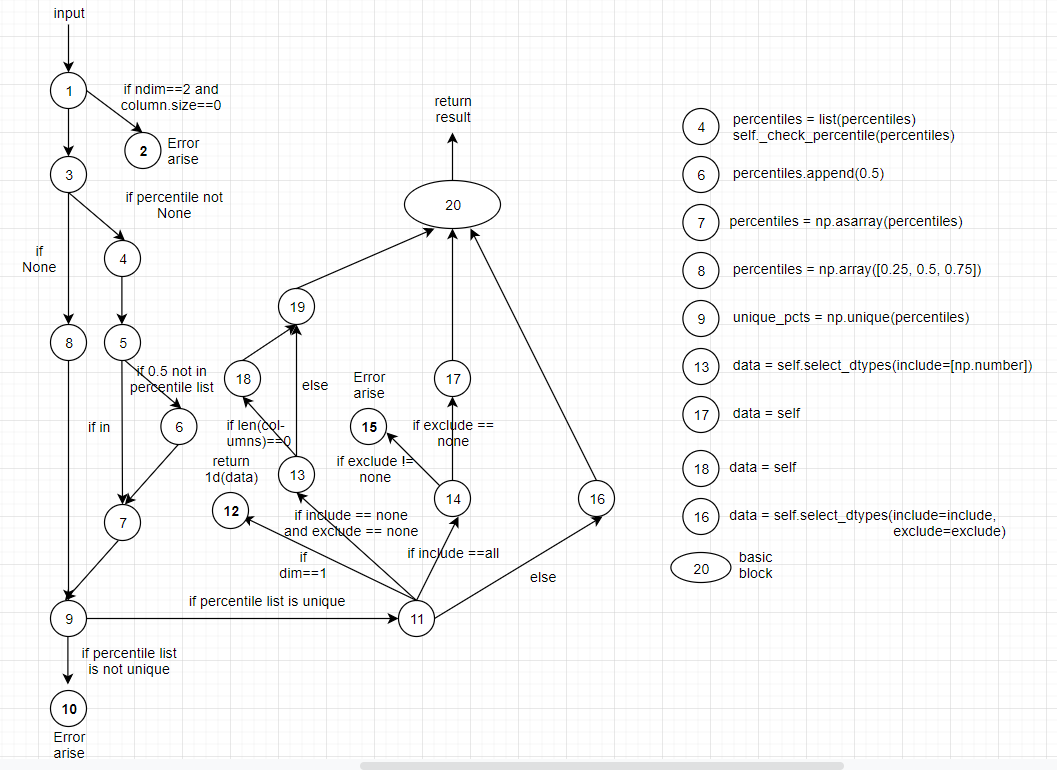 input
1
if ndim==2 and
column.size==0
2
Error
arise
3
if percentile not
None
if
None
4
8
5
if 0.5 not in
percentile list
if in
6
7
9
if percentile list is unique
if percentile list
is not unique
10
Error
arise
return
result
20
19
18
else
Error
arise
17
if len(col-
umns)==0
15
if exclude ==
none
return
1d(data)
13
if exclude !=
none
14
16
12
if include == none
and exclude == none
if
dim==1
if include ==all
else
11
4
percentiles = list(percentiles)
self._check_percentile(percentiles)
6
percentiles.append(0.5)
7
percentiles = np.asarray(percentiles)
8
percentiles = np.array([0.25, 0.5, 0.75])
9
unique_pcts = np.unique(percentiles)
13
data = self.select_dtypes(include=[np.number])
17
data = self
18
data = self
16
data = self.select_dtypes(include=include,
exclude=exclude)
20
basic
block